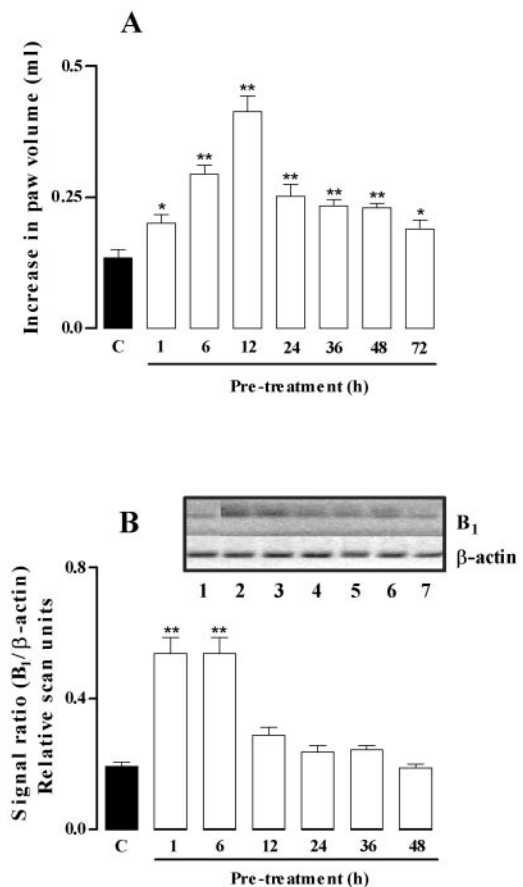 A
Increase in paw volume (ml)
0.5
0.25
0.0
* ** ** ** ** ** *
C 1 6 12 24 36 48 72
Pre-treatment (h)
B
B1
β-actin
1 2 3 4 5 6 7
Signal ratio (B1/β-actin)
Relative scan units
0.8
0.4
0.0
** **
C 1 6 12 24 36 48
Pre-treatment (h)